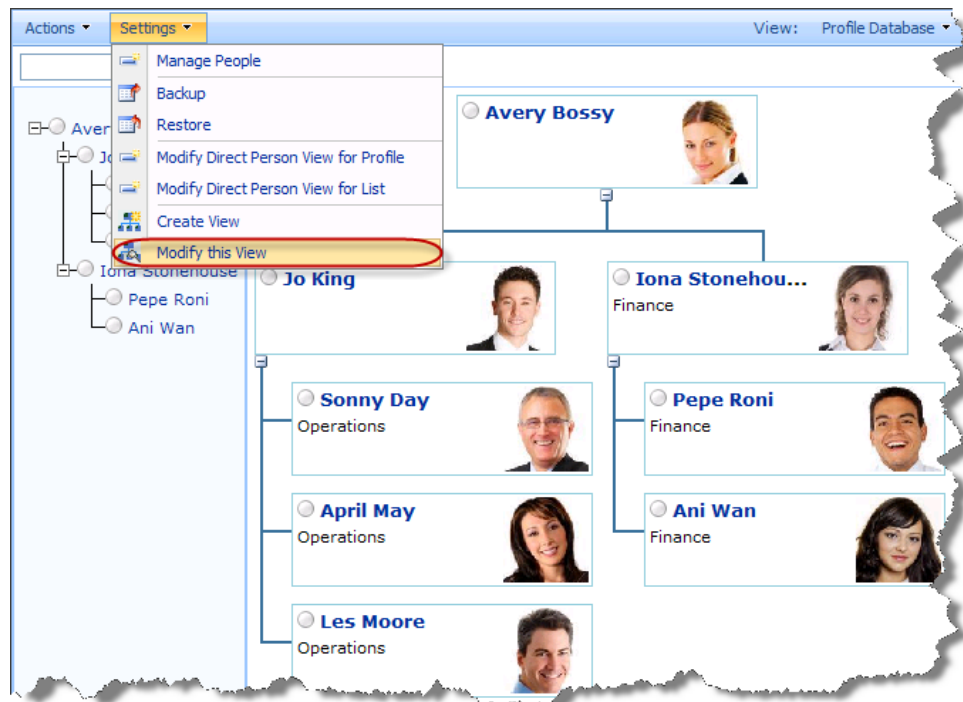 Actions Settings View: Profile Database
Manage People
Backup
Restore
Modify Direct Person View for Profile
Modify Direct Person View for List
Create View
Modify this View
Aver
Iona Stonehouse
Pepe Roni
Ani Wan
Avery Bossy
Jo King
Iona Stonehou...
Finance
Sonny Day
Operations
Pepe Roni
Finance
April May
Operations
Ani Wan
Finance
Les Moore
Operations